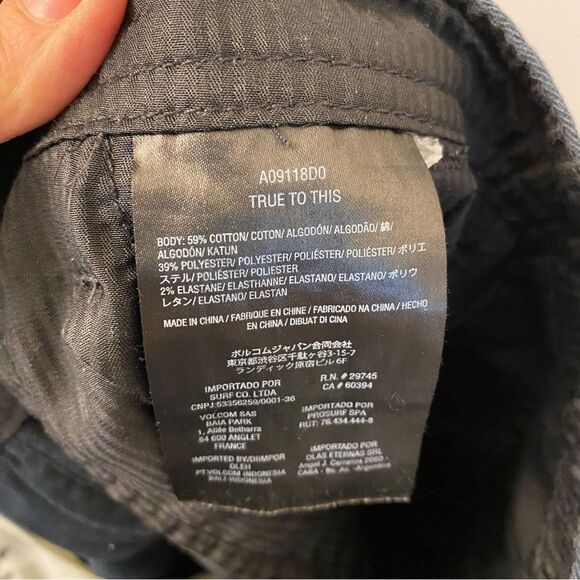 A09118D0
TRUE TO THIS
BODY: 59% COTTON/ COTON/ ALGODÓN/ ALGODÃO/ 綿/
ALGODÓN/ KATUN
39% POLYESTER/ POLYESTER/ POLIÉSTER/ POLIÉSTER/ ポリエ
ステル/ POLIÉSTER/ POLIESTER
2% ELASTANE/ ELASTHANNE/ ELASTANO/ ELASTANO/ ポリウ
レタン/ ELASTANO/ ELASTAN
MADE IN CHINA / FABRIQUE EN CHINE / FABRICADO NA CHINA / HECHO
EN CHINA / DIBUAT DI CINA
ボルコムジャパン合同会社
東京都渋谷区千駄ヶ谷3-15-7
ランディック原宿ビル 6F
IMPORTADO POR
SURF CO. LTDA
CNPJ:53356259/0001-36
VOLCOM SAS
BAIA PARK
1, Allée Belharra
64 600 ANGLET
FRANCE
IMPORTED BY/DIIMPOR
OLEH
PT.VOLCOM INDONESIA
BALI-INDONESIA
R.N. # 29745
CA # 60394
IMPORTADO POR
PROSURF SPA
RUT: 76.434.444-8
IMPORTADO POR
OLAS ETERNAS SRL
J. Carranza
CABA - Bs. As. - Argentina